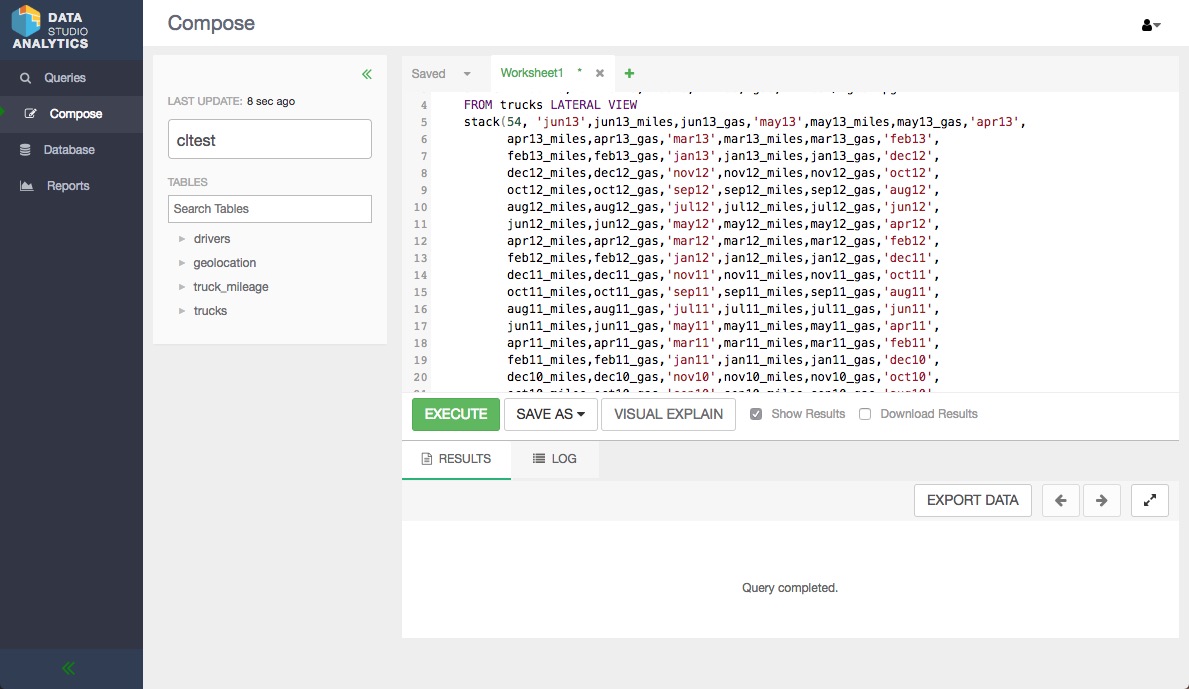 DATA
STUDIO
ANALYTICS
Queries
Compose
Database
Reports
Compose
LAST UPDATE: 8 sec ago
cltest
TABLES
Search Tables
drivers
geolocation
truck_mileage
trucks
Saved
Worksheet1 *
4 FROM trucks LATERAL VIEW
5 stack(54, 'jun13',jun13_miles,jun13_gas,'may13',may13_miles,may13_gas,'apr13',
6 apr13_miles,apr13_gas,'mar13',mar13_miles,mar13_gas,'feb13',
7 feb13_miles,feb13_gas,'jan13',jan13_miles,jan13_gas,'dec12',
8 dec12_miles,dec12_gas,'nov12',nov12_miles,nov12_gas,'oct12',
9 oct12_miles,oct12_gas,'sep12',sep12_miles,sep12_gas,'aug12',
10 aug12_miles,aug12_gas,'jul12',jul12_miles,jul12_gas,'jun12',
11 jun12_miles,jun12_gas,'may12',may12_miles,may12_gas,'apr12',
12 apr12_miles,apr12_gas,'mar12',mar12_miles,mar12_gas,'feb12',
13 feb12_miles,feb12_gas,'jan12',jan12_miles,jan12_gas,'dec11',
14 dec11_miles,dec11_gas,'nov11',nov11_miles,nov11_gas,'oct11',
15 oct11_miles,oct11_gas,'sep11',sep11_miles,sep11_gas,'aug11',
16 aug11_miles,aug11_gas,'jul11',jul11_miles,jul11_gas,'jun11',
17 jun11_miles,jun11_gas,'may11',may11_miles,may11_gas,'apr11',
18 apr11_miles,apr11_gas,'mar11',mar11_miles,mar11_gas,'feb11',
19 feb11_miles,feb11_gas,'jan11',jan11_miles,jan11_gas,'dec10',
20 dec10_miles,dec10_gas,'nov10',nov10_miles,nov10_gas,'oct10',
EXECUTE
SAVE AS
VISUAL EXPLAIN
Show Results
Download Results
RESULTS
LOG
EXPORT DATA
Query completed.